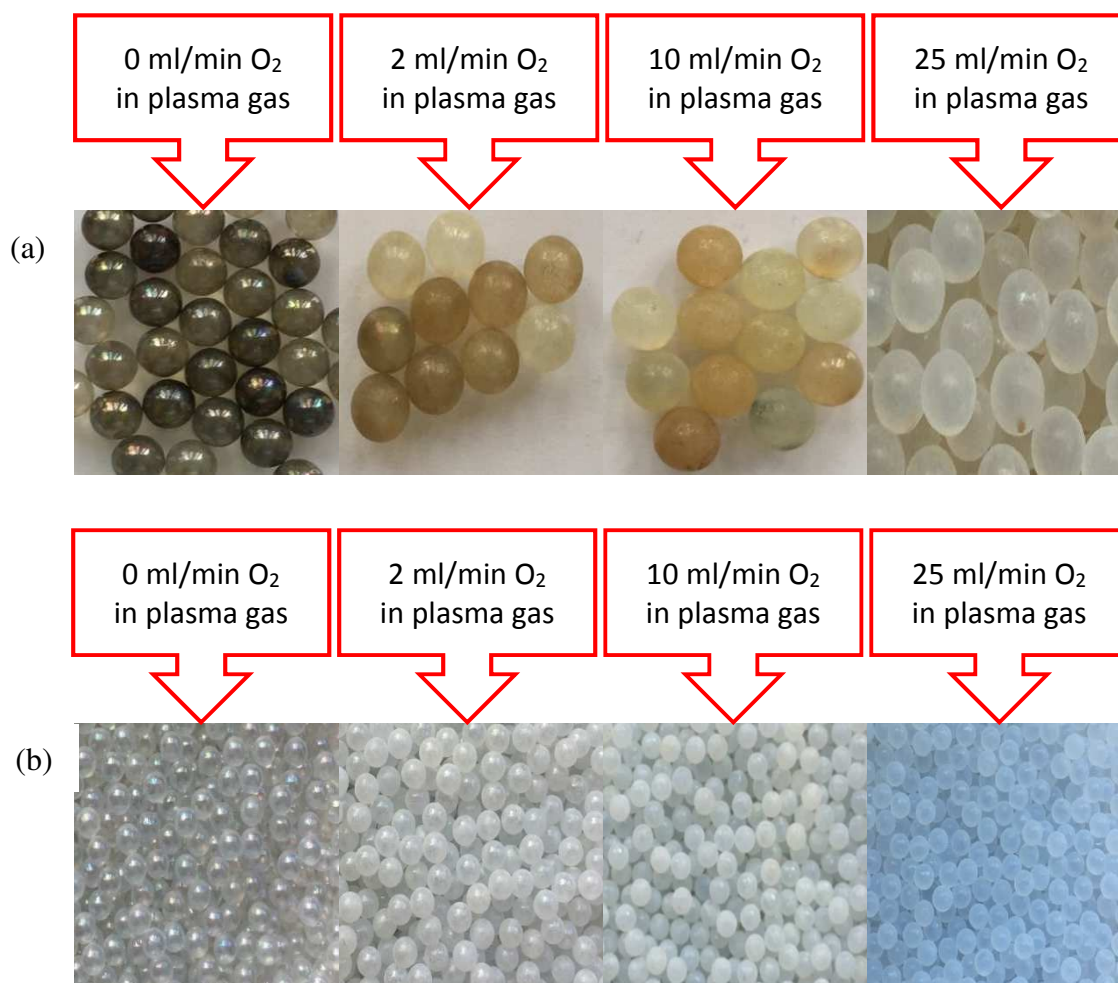 0 ml/min O₂
in plasma gas
2 ml/min O₂
in plasma gas
10 ml/min O₂
in plasma gas
25 ml/min O₂
in plasma gas
(a)
0 ml/min O₂
in plasma gas
2 ml/min O₂
in plasma gas
10 ml/min O₂
in plasma gas
25 ml/min O₂
in plasma gas
(b)